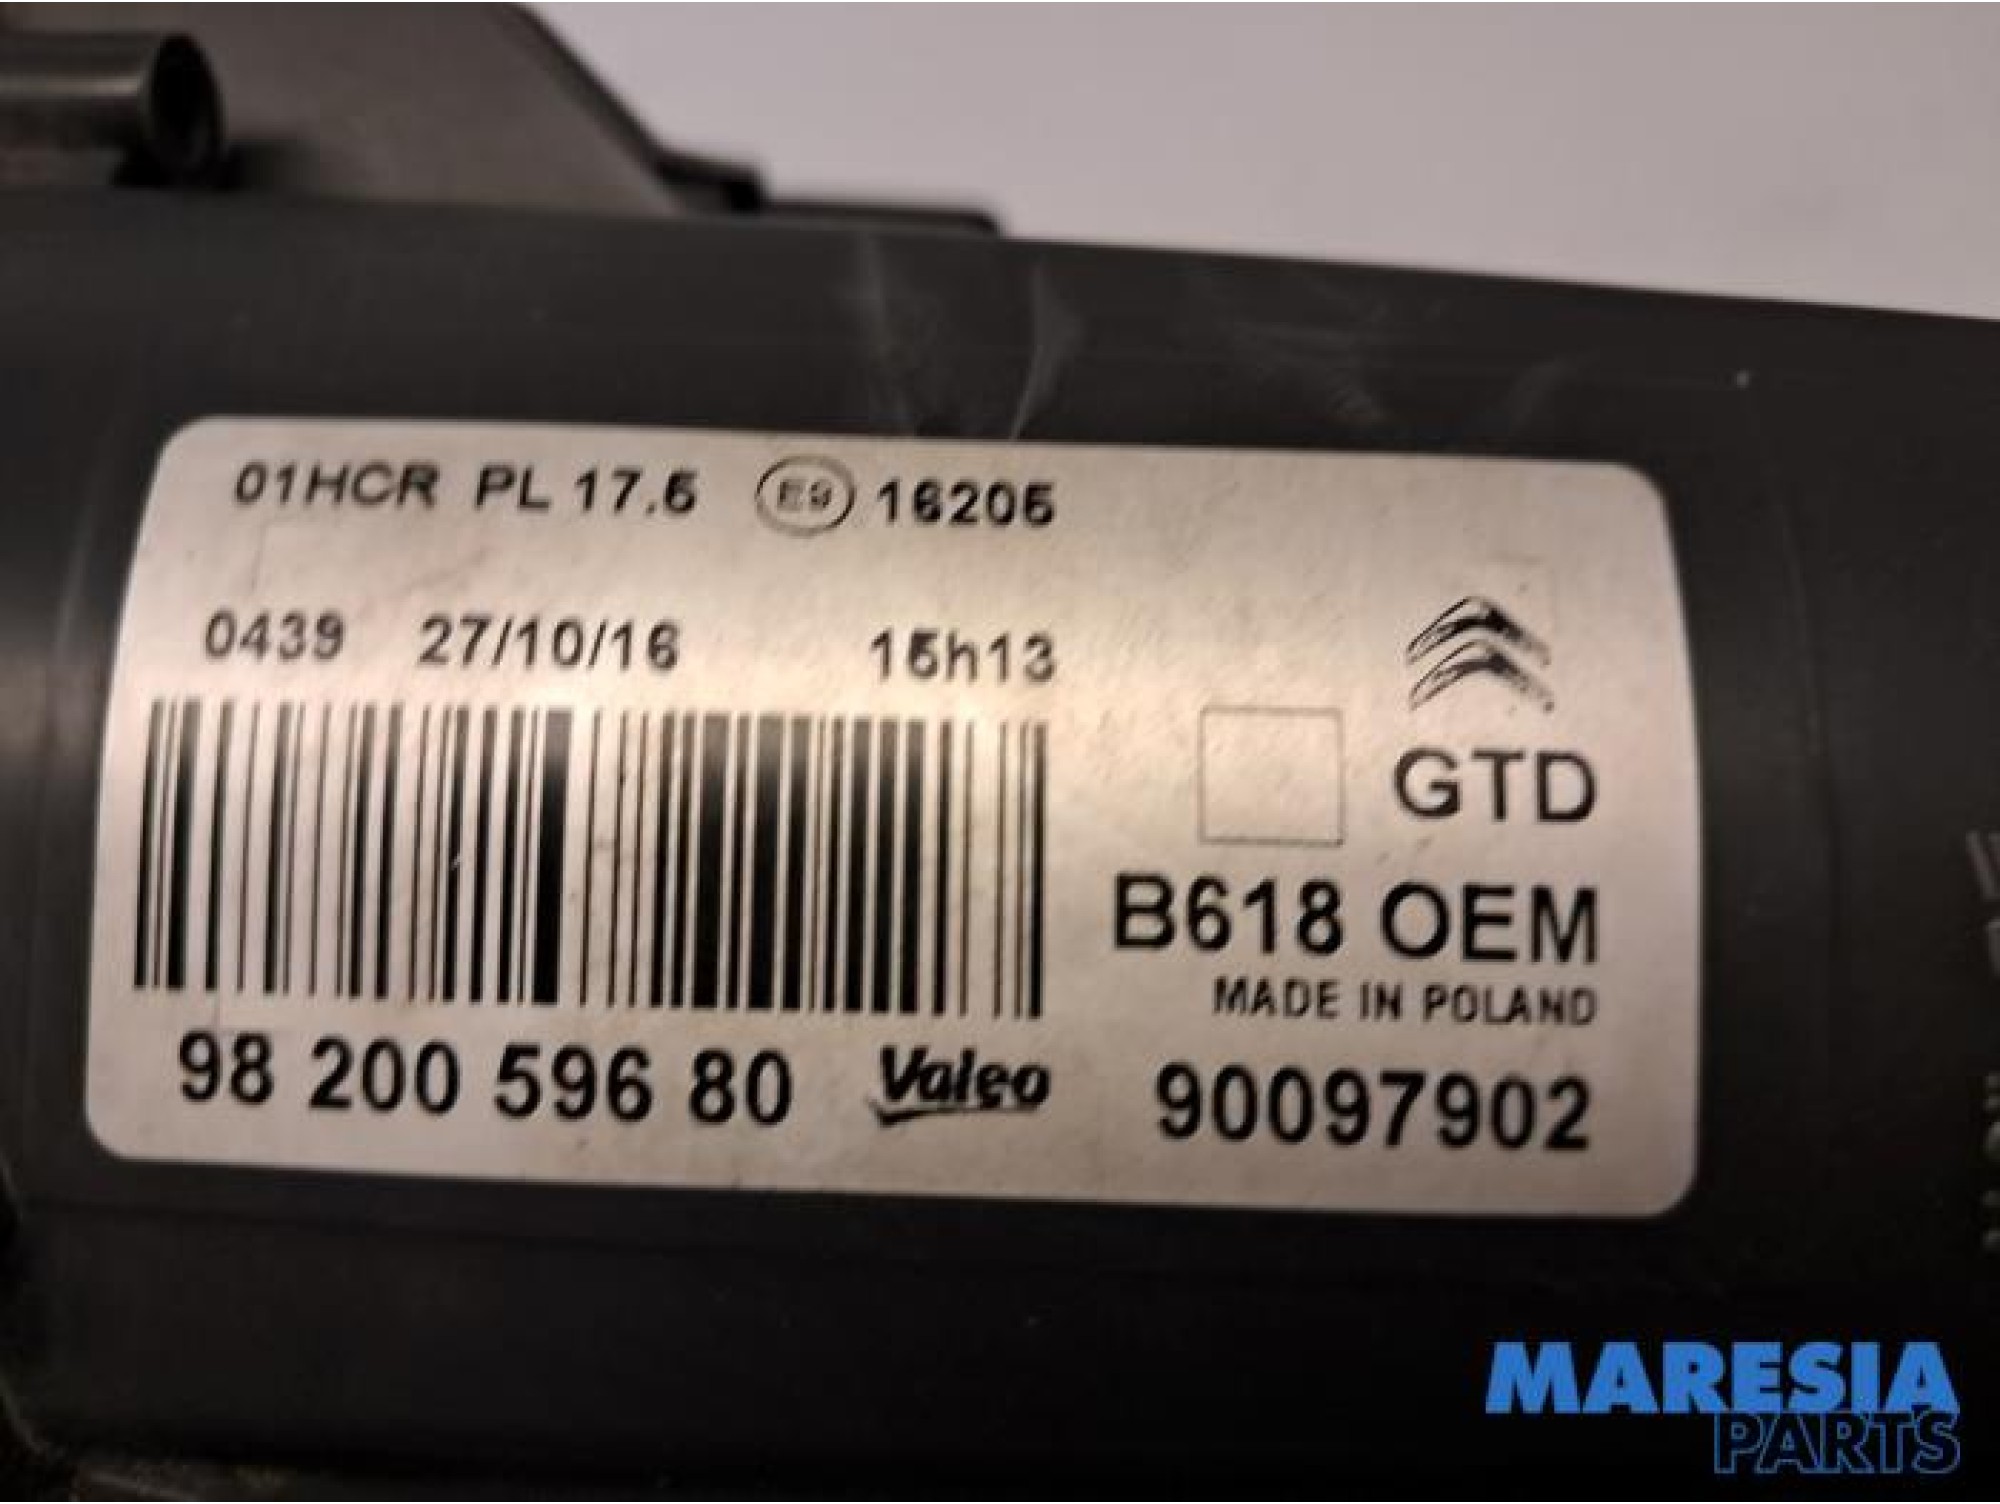 01HCR PL 17.5 E9 16205
0439 27/10/16 15h13
GTD
B618 OEM
MADE IN POLAND
98 200 596 80 Valeo 90097902
MARESIA
PARTS